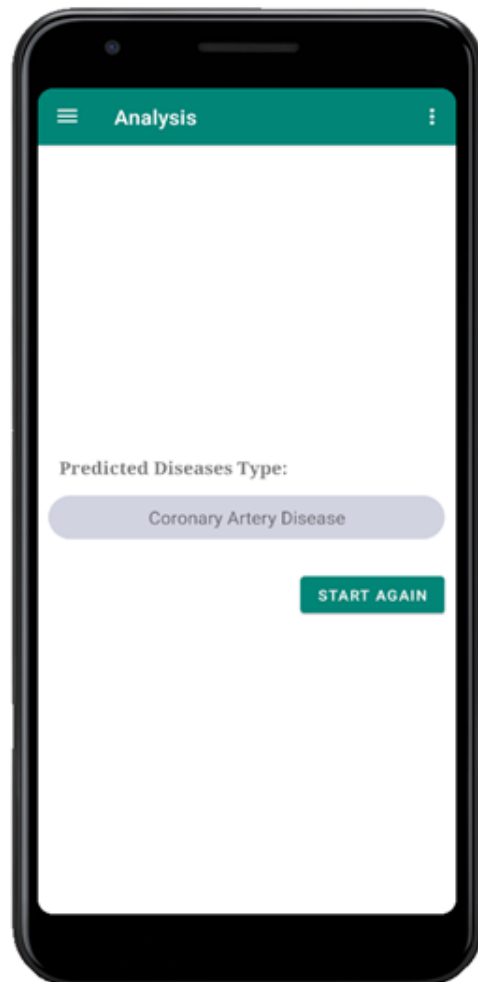 Analysis
Predicted Diseases Type:
Coronary Artery Disease
START AGAIN